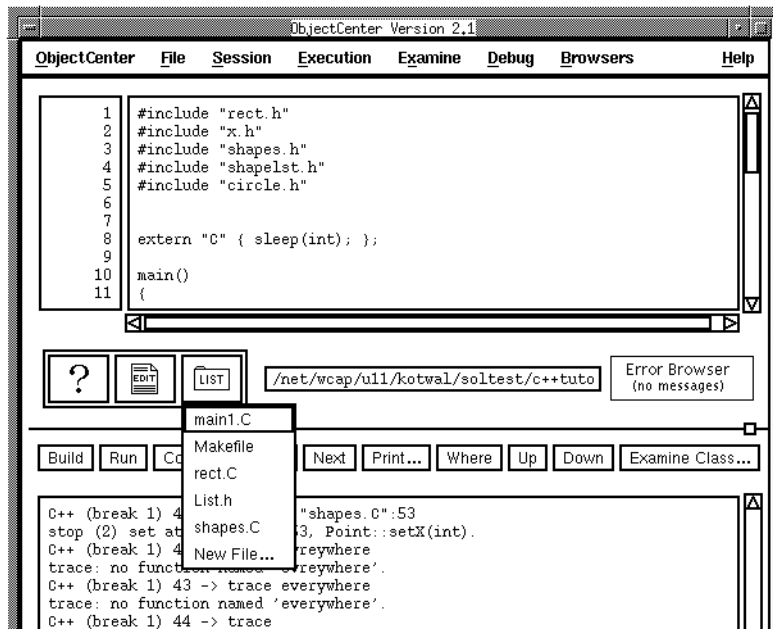 ObjectCenter Version 2.1
ObjectCenter File Session Execution Examine Debug Browsers Help
1 #include "rect.h"
2 #include "x.h"
3 #include "shapes.h"
4 #include "shapelst.h"
5 #include "circle.h"
6
7
8 extern "C" { sleep(int); };
9
10 main()
11 {
?
EDIT
LIST
/net/wcap/u11/kotwal/soltest/c++tuto
Error Browser
(no messages)
main1.C
Makefile
rect.C
List.h
shapes.C
New File...
Build Run Co Next Print... Where Up Down Examine Class...
C++ (break 1) 4 "shapes.C":53
stop (2) set at 3, Point::setX(int).
C++ (break 1) 4 vreywhere
trace: no function named 'evreywhere'.
C++ (break 1) 43 -> trace everywhere
trace: no function named 'everywhere'.
C++ (break 1) 44 -> trace